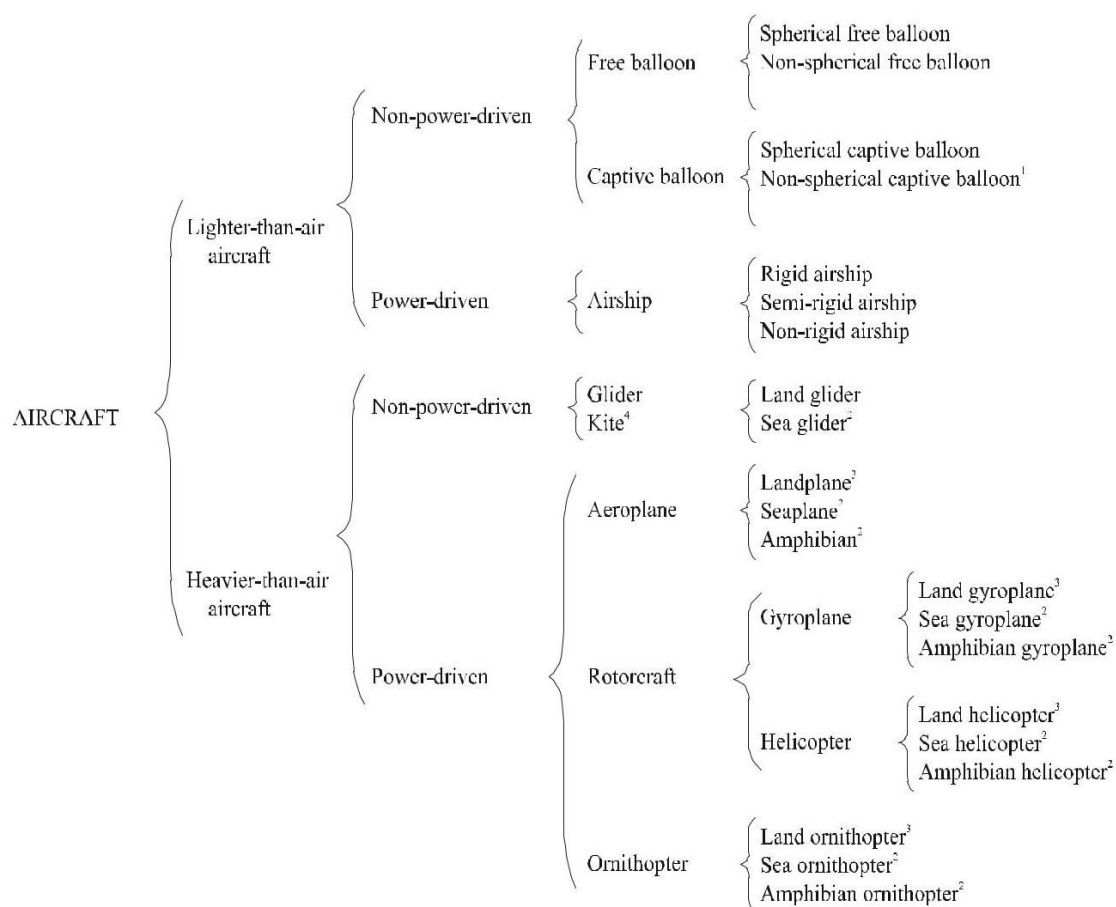 AIRCRAFT
Lighter-than-air
aircraft
Non-power-driven
Free balloon
Spherical free balloon
Non-spherical free balloon
Captive balloon
Spherical captive balloon
Non-spherical captive balloon¹
Power-driven
Airship
Rigid airship
Semi-rigid airship
Non-rigid airship
Heavier-than-air
aircraft
Non-power-driven
Glider
Kite⁴
Land glider
Sea glider²
Power-driven
Aeroplane
Landplane³
Seaplane²
Amphibian²
Rotorcraft
Gyroplane
Land gyroplane³
Sea gyroplane²
Amphibian gyroplane²
Helicopter
Land helicopter³
Sea helicopter²
Amphibian helicopter²
Ornithopter
Land ornithopter³
Sea ornithopter²
Amphibian ornithopter²